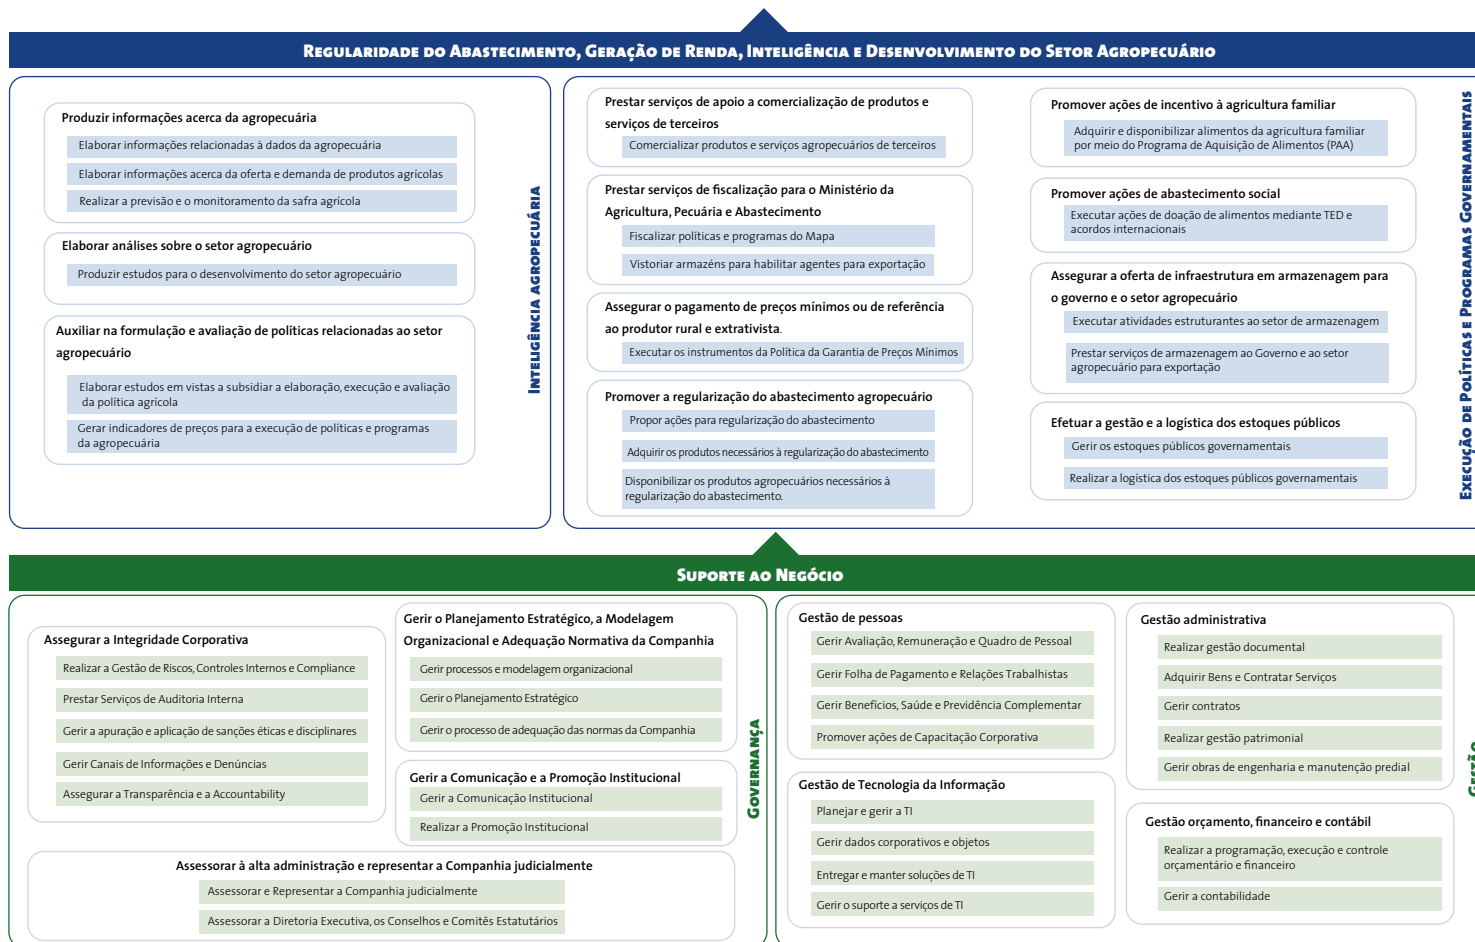 Regularidade do Abastecimento, Geração de Renda, Inteligência e Desenvolvimento do Setor Agropecuário
Produzir informações acerca da agropecuária
Elaborar informações relacionadas à dados da agropecuária
Elaborar informações acerca da oferta e demanda de produtos agrícolas
Realizar a previsão e o monitoramento da safra agrícola
Elaborar análises sobre o setor agropecuário
Produzir estudos para o desenvolvimento do setor agropecuário
Auxiliar na formulação e avaliação de políticas relacionadas ao setor
agropecuário
Elaborar estudos em vistas a subsidiar a elaboração, execução e avaliação
da política agrícola
Gerar indicadores de preços para a execução de políticas e programas
da agropecuária
Inteligência agropecuária
Prestar serviços de apoio a comercialização de produtos e
serviços de terceiros
Comercializar produtos e serviços agropecuários de terceiros
Prestar serviços de fiscalização para o Ministério da
Agricultura, Pecuária e Abastecimento
Fiscalizar políticas e programas do Mapa
Vistoriar armazéns para habilitar agentes para exportação
Assegurar o pagamento de preços mínimos ou de referência
ao produtor rural e extrativista.
Executar os instrumentos da Política da Garantia de Preços Mínimos
Promover a regularização do abastecimento agropecuário
Propor ações para regularização do abastecimento
Adquirir os produtos necessários à regularização do abastecimento
Disponibilizar os produtos agropecuários necessários à
regularização do abastecimento.
Promover ações de incentivo à agricultura familiar
Adquirir e disponibilizar alimentos da agricultura familiar
por meio do Programa de Aquisição de Alimentos (PAA)
Promover ações de abastecimento social
Executar ações de doação de alimentos mediante TED e
acordos internacionais
Assegurar a oferta de infraestrutura em armazenagem para
o governo e o setor agropecuário
Executar atividades estruturantes ao setor de armazenagem
Prestar serviços de armazenagem ao Governo e ao setor
agropecuário para exportação
Efetuar a gestão e a logística dos estoques públicos
Gerir os estoques públicos governamentais
Realizar a logística dos estoques públicos governamentais
Execução de Políticas e Programas Governamentais
Suporte ao Negócio
Assegurar a Integridade Corporativa
Realizar a Gestão de Riscos, Controles Internos e Compliance
Prestar Serviços de Auditoria Interna
Gerir a apuração e aplicação de sanções éticas e disciplinares
Gerir Canais de Informações e Denúncias
Assegurar a Transparência e a Accountability
Gerir o Planejamento Estratégico, a Modelagem
Organizacional e Adequação Normativa da Companhia
Gerir processos e modelagem organizacional
Gerir o Planejamento Estratégico
Gerir o processo de adequação das normas da Companhia
Gerir a Comunicação e a Promoção Institucional
Gerir a Comunicação Institucional
Realizar a Promoção Institucional
Assessorar à alta administração e representar a Companhia judicialmente
Assessorar e Representar a Companhia judicialmente
Assessorar a Diretoria Executiva, os Conselhos e Comitês Estatutários
Governança
Gestão de pessoas
Gerir Avaliação, Remuneração e Quadro de Pessoal
Gerir Folha de Pagamento e Relações Trabalhistas
Gerir Benefícios, Saúde e Previdência Complementar
Promover ações de Capacitação Corporativa
Gestão de Tecnologia da Informação
Planejar e gerir a TI
Gerir dados corporativos e objetos
Entregar e manter soluções de TI
Gerir o suporte a serviços de TI
Gestão administrativa
Realizar gestão documental
Adquirir Bens e Contratar Serviços
Gerir contratos
Realizar gestão patrimonial
Gerir obras de engenharia e manutenção predial
Gestão orçamento, financeiro e contábil
Realizar a programação, execução e controle
orçamentário e financeiro
Gerir a contabilidade
Gestão